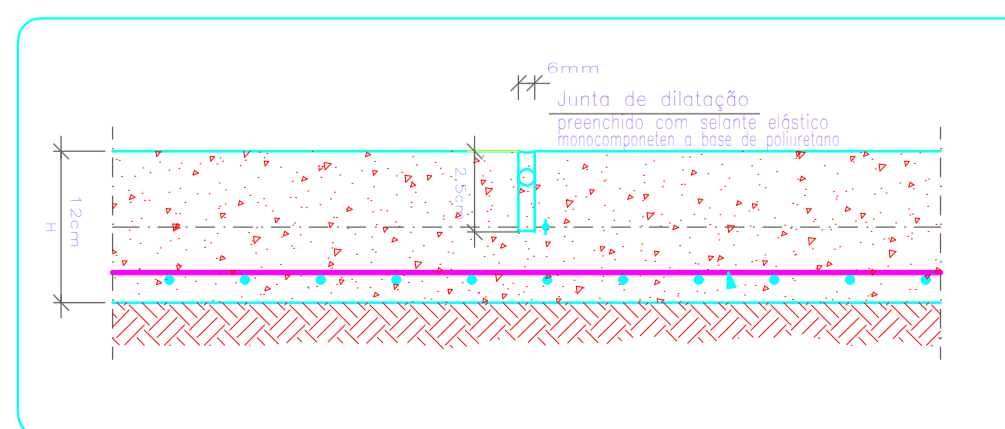 6mm
Junta de dilatação
preenchido com selante elástico
monocomponeten a base de poliuretano
2,5cm
12cm
H